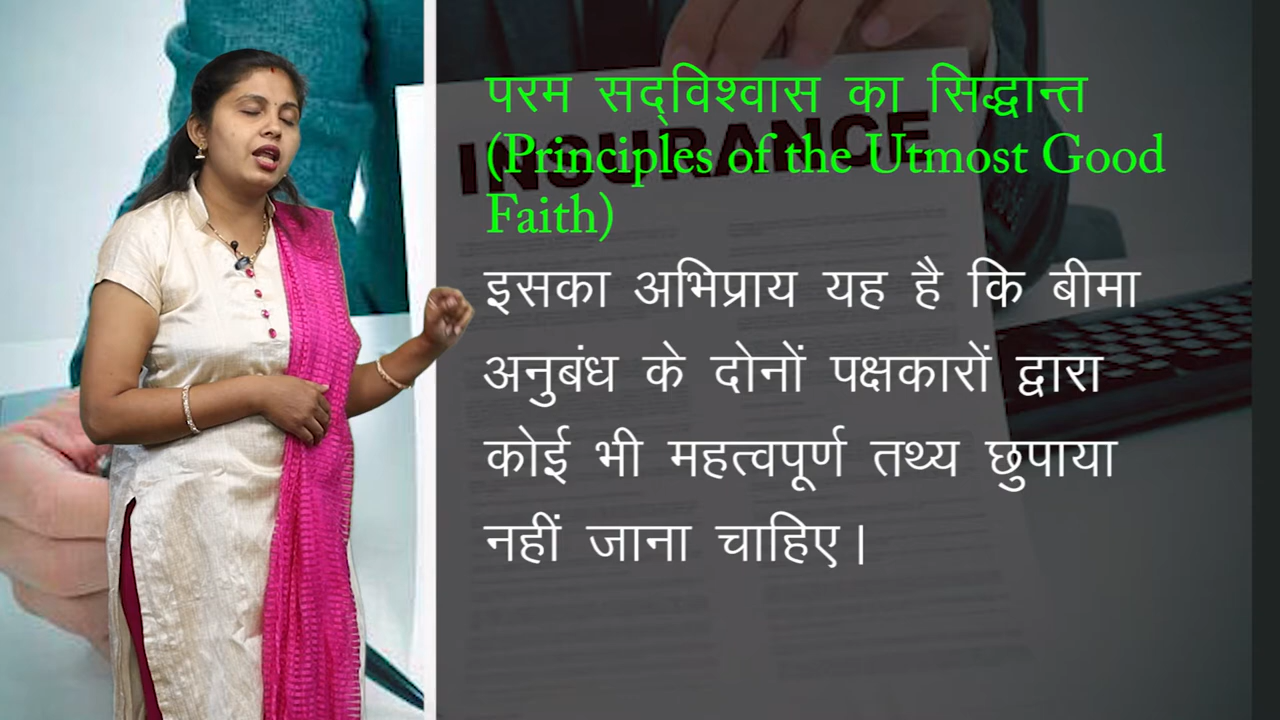 परम सद्विश्वास का सिद्धान्त
(Principles of the Utmost Good
Faith)
INSURANCE
इसका अभिप्राय यह है कि बीमा
अनुबंध के दोनों पक्षकारों द्वारा
कोई भी महत्वपूर्ण तथ्य छुपाया
नहीं जाना चाहिए।